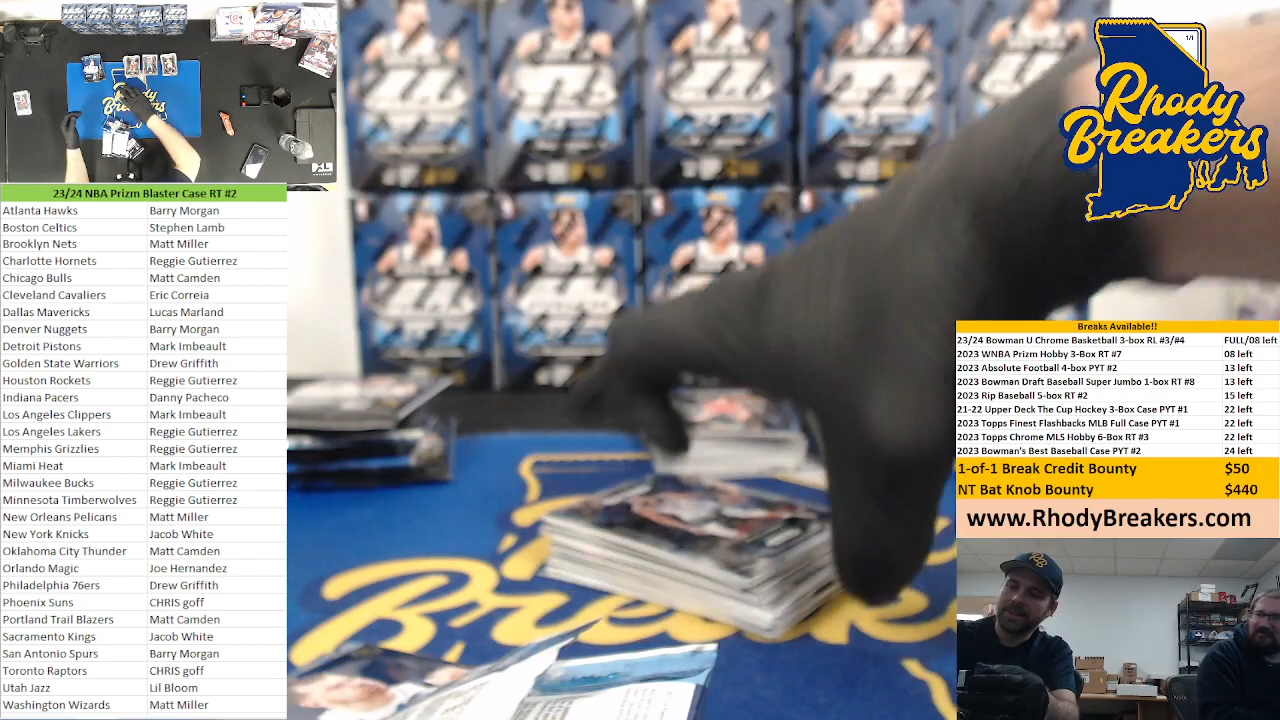 23/24 NBA Prizm Blaster Case RT #2
Atlanta Hawks Barry Morgan
Boston Celtics Stephen Lamb
Brooklyn Nets Matt Miller
Charlotte Hornets Reggie Gutierrez
Chicago Bulls Matt Camden
Cleveland Cavaliers Eric Correia
Dallas Mavericks Lucas Marland
Denver Nuggets Barry Morgan
Detroit Pistons Mark Imbeault
Golden State Warriors Drew Griffith
Houston Rockets Reggie Gutierrez
Indiana Pacers Danny Pacheco
Los Angeles Clippers Mark Imbeault
Los Angeles Lakers Reggie Gutierrez
Memphis Grizzlies Reggie Gutierrez
Miami Heat Mark Imbeault
Milwaukee Bucks Reggie Gutierrez
Minnesota Timberwolves Reggie Gutierrez
New Orleans Pelicans Matt Miller
New York Knicks Jacob White
Oklahoma City Thunder Matt Camden
Orlando Magic Joe Hernandez
Philadelphia 76ers Drew Griffith
Phoenix Suns CHRIS goff
Portland Trail Blazers Matt Camden
Sacramento Kings Jacob White
San Antonio Spurs Barry Morgan
Toronto Raptors CHRIS goff
Utah Jazz Lil Bloom
Washington Wizards Matt Miller
1/1
Rhody
Breakers
Breaks Available!!
23/24 Bowman U Chrome Basketball 3-box RL #3/#4 FULL/08 left
2023 WNBA Prizm Hobby 3-Box RT #7 08 left
2023 Absolute Football 4-box PYT #2 13 left
2023 Bowman Draft Baseball Super Jumbo 1-box RT #8 13 left
2023 Rip Baseball 5-box RT #2 15 left
21-22 Upper Deck The Cup Hockey 3-Box Case PYT #1 22 left
2023 Topps Finest Flashbacks MLB Full Case PYT #1 22 left
2023 Topps Chrome MLS Hobby 6-Box RT #3 22 left
2023 Bowman's Best Baseball Case PYT #2 24 left
1-of-1 Break Credit Bounty $50
NT Bat Knob Bounty $440
www.RhodyBreakers.com